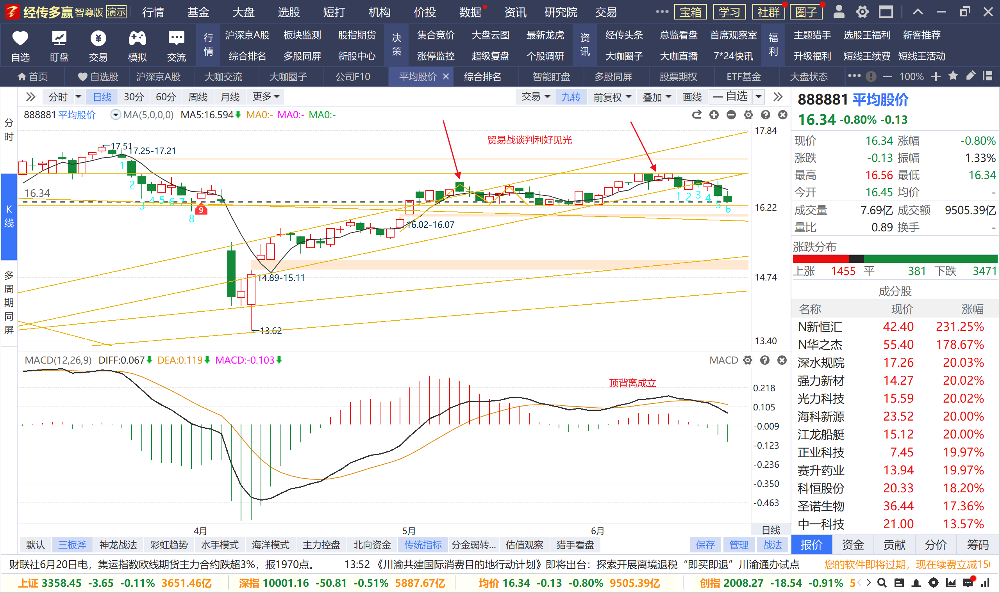 经传多赢 智尊版 演示 行情 基金 大盘 选股 短打 机构 价投 数据 资讯 研究院 交易 宝箱 学习 社群 圈子
自选 盯盘 交易 模拟 交流
行情 沪深京A股 板块监测 股指期货 决策 集合竞价 大盘云图 最新龙虎 资讯 经传头条 总监看盘 首席观察室 福利 主题猎手 选股王福利 新客推荐
综合排名 多股同屏 新股中心 涨停监控 超级复盘 个股调研 大咖圈子 大咖直播 7*24快讯 升级福利 短线王续费 短线王活动
首页 自选股 沪深京A股 大咖交流 大咖圈子 公司F10 平均股价 综合排名 智能盯盘 多股同屏 股票期权 ETF基金 大盘状态 100%
分时
K线
多周期同屏
分时 日线 30分 60分 周线 月线 更多 交易 九转 前复权 叠加 画线 自选
888881 平均股价 MA(5,0,0,0) MA5:16.594 MA0:- MA0:- MA0:-
17.84
贸易战谈判利好见光
←17.51
17.25-17.21
1
2
3 4 5 6 7
8
9
16.34
1 2 3 4 5 6
16.22
16.02-16.07
14.89-15.11
14.74
←13.62
13.40
MACD(12,26,9) DIFF:0.067 DEA:0.119 MACD:-0.103 MACD
顶背离成立
0.218
0.105
-0.009
-0.123
-0.236
-0.350
-0.463
4月 5月 6月 日线
默认 三板斧 神龙战法 彩虹趋势 水手模式 海洋模式 主力控盘 北向资金 传统指标 分金弱转... 估值观察 猎手看盘 保存 管理 战法
888881 平均股价
16.34 -0.80% -0.13
现价 16.34 涨幅 -0.80%
涨跌 -0.13 振幅 1.33%
最高 16.56 最低 16.34
今开 16.45 均价 -
成交量 7.69亿 成交额 9505.39亿
量比 0.89 换手 -
涨跌分布
上涨 1455 平 381 下跌 3471
成分股
名称 现价 涨幅
N新恒汇 42.40 231.25%
N华之杰 55.40 178.67%
深水规院 17.26 20.03%
强力新材 14.27 20.02%
光力科技 15.59 20.02%
海科新源 23.52 20.00%
江龙船艇 15.12 20.00%
正业科技 7.45 19.97%
赛升药业 13.94 19.97%
科恒股份 20.33 18.20%
圣诺生物 36.44 17.36%
中一科技 21.00 13.57%
报价 资金 贡献 分价 筹码
财联社6月20日电，集运指数欧线期货主力合约跌超3%，报1970点。 13:52 《川渝共建国际消费目的地行动计划》即将出台：探索开展离境退税“即买即退”川渝通办试点 您的软件即将过期，现在续费立减15
上证 3358.45 -3.65 -0.11% 3651.46亿 深指 10001.16 -50.81 -0.51% 5887.67亿 均价 16.34 -0.13 -0.80% 9505.39亿 创指 2008.27 -18.54 -0.91% 5